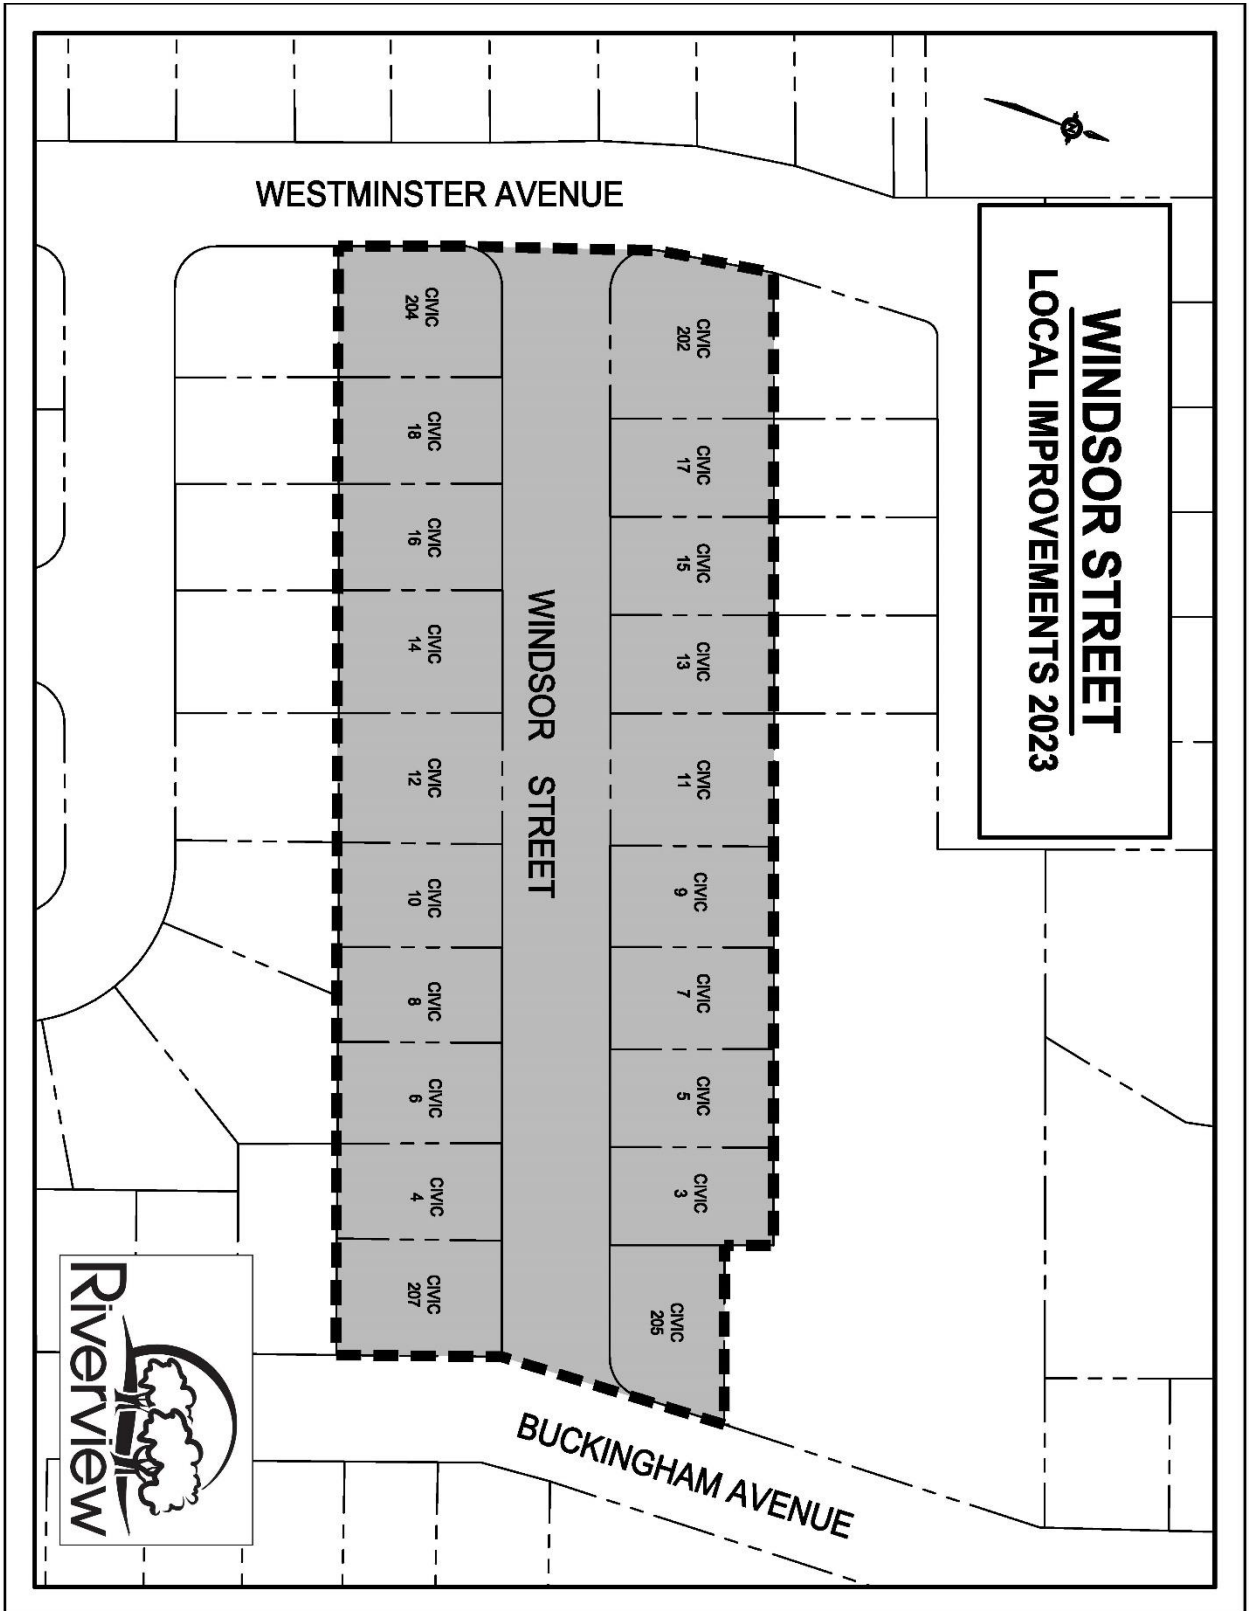 WINDSOR STREET
LOCAL IMPROVEMENTS 2023
N
WESTMINSTER AVENUE
CIVIC
204
CIVIC
18
CIVIC
16
CIVIC
14
CIVIC
12
CIVIC
10
CIVIC
8
CIVIC
6
CIVIC
4
CIVIC
207
WINDSOR STREET
CIVIC
202
CIVIC
17
CIVIC
15
CIVIC
13
CIVIC
11
CIVIC
9
CIVIC
7
CIVIC
5
CIVIC
3
CIVIC
205
BUCKINGHAM AVENUE
Riverview